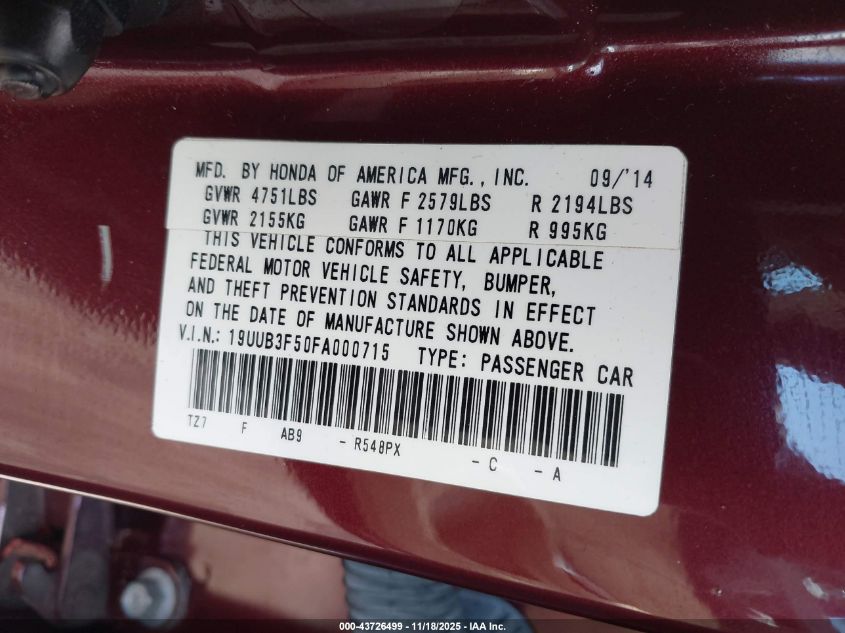 MFD. BY HONDA OF AMERICA MFG., INC. 09/'14
GVWR 4751LBS GAWR F 2579LBS R 2194LBS
GVWR 2155KG GAWR F 1170KG R 995KG
THIS VEHICLE CONFORMS TO ALL APPLICABLE
FEDERAL MOTOR VEHICLE SAFETY, BUMPER,
AND THEFT PREVENTION STANDARDS IN EFFECT
ON THE DATE OF MANUFACTURE SHOWN ABOVE.
V.I.N.: 19UUB3F50FA000715 TYPE: PASSENGER CAR
TZ7 F AB9 - R548PX - C - A
000-43726499 - 11/18/2025 - IAA Inc.